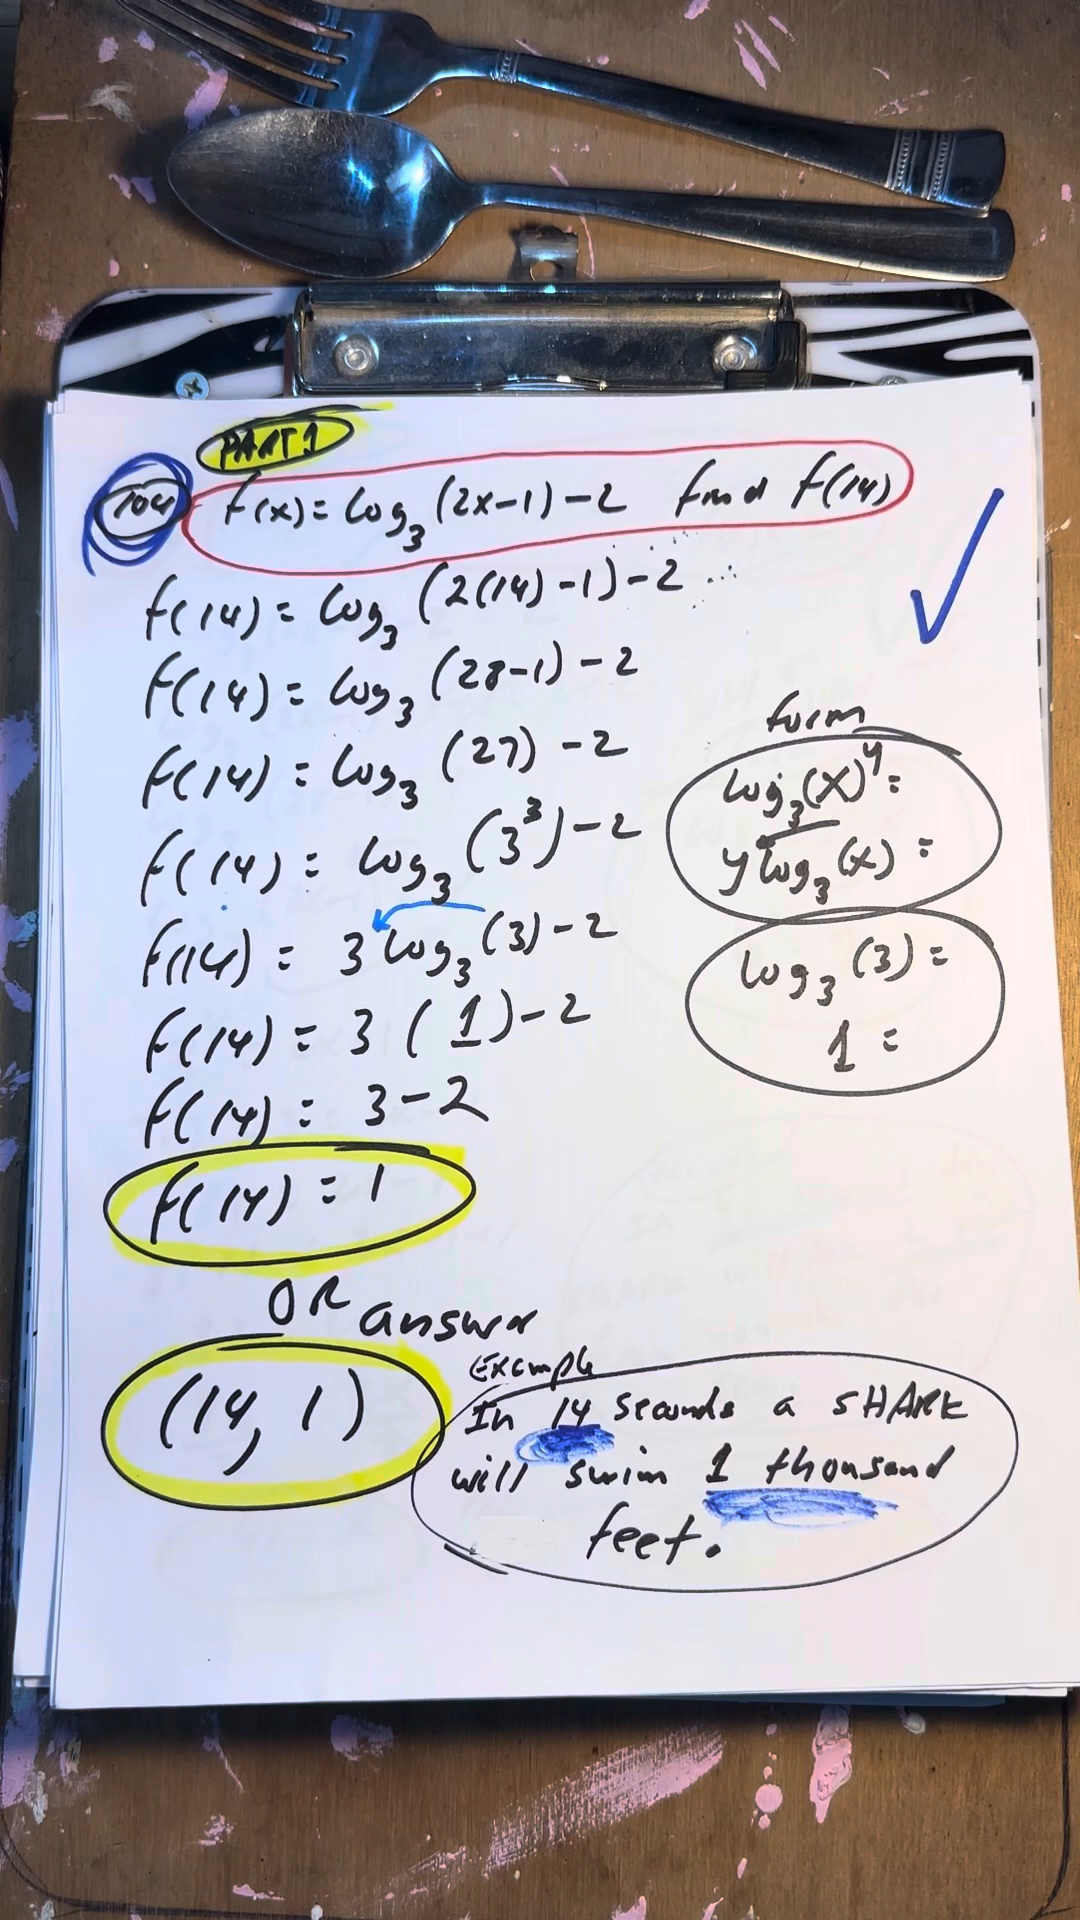 PART 1
104 f(x) = log₃ (2x-1) - 2 find f(14)
f(14) = log₃ (2(14) - 1) - 2
f(14) = log₃ (28-1) - 2
f(14) = log₃ (27) - 2
f(14) = log₃ (3³) - 2
f(14) = 3 log₃ (3) - 2
f(14) = 3 (1) - 2
f(14) = 3 - 2
f(14) = 1
OR answer
(14, 1)
form
log₃(x)ʸ =
y log₃(x) =
log₃(3) =
1 =
Example
In 14 seconds a SHARK
will swim 1 thousand
feet.